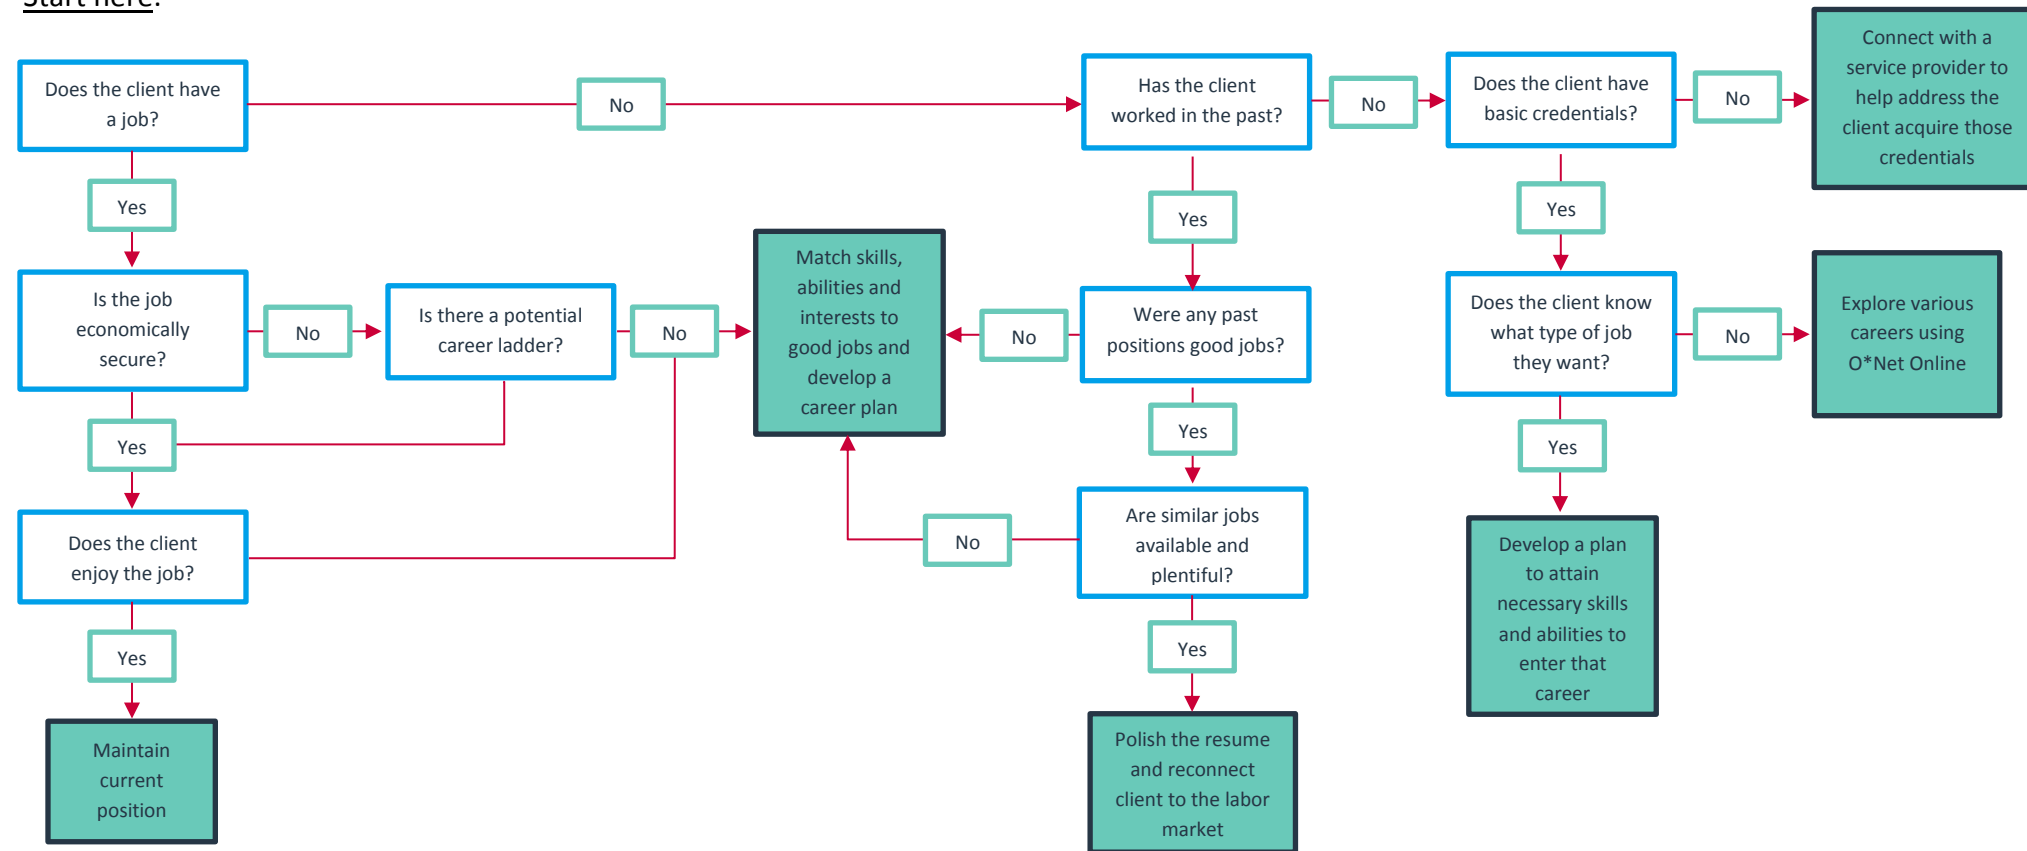 Start here:
Does the client have
a job?
No
Has the client
worked in the past?
No
Does the client have
basic credentials?
No
Connect with a
service provider to
help address the
client acquire those
credentials
Yes
Yes
Yes
Is the job
economically
secure?
No
Is there a potential
career ladder?
No
Match skills,
abilities and
interests to
good jobs and
develop a
career plan
No
Were any past
positions good jobs?
Does the client know
what type of job
they want?
No
Explore various
careers using
O*Net Online
Yes
Yes
Yes
Does the client
enjoy the job?
No
Are similar jobs
available and
plentiful?
Develop a plan
to attain
necessary skills
and abilities to
enter that
career
Yes
Yes
Maintain
current
position
Polish the resume
and reconnect
client to the labor
market